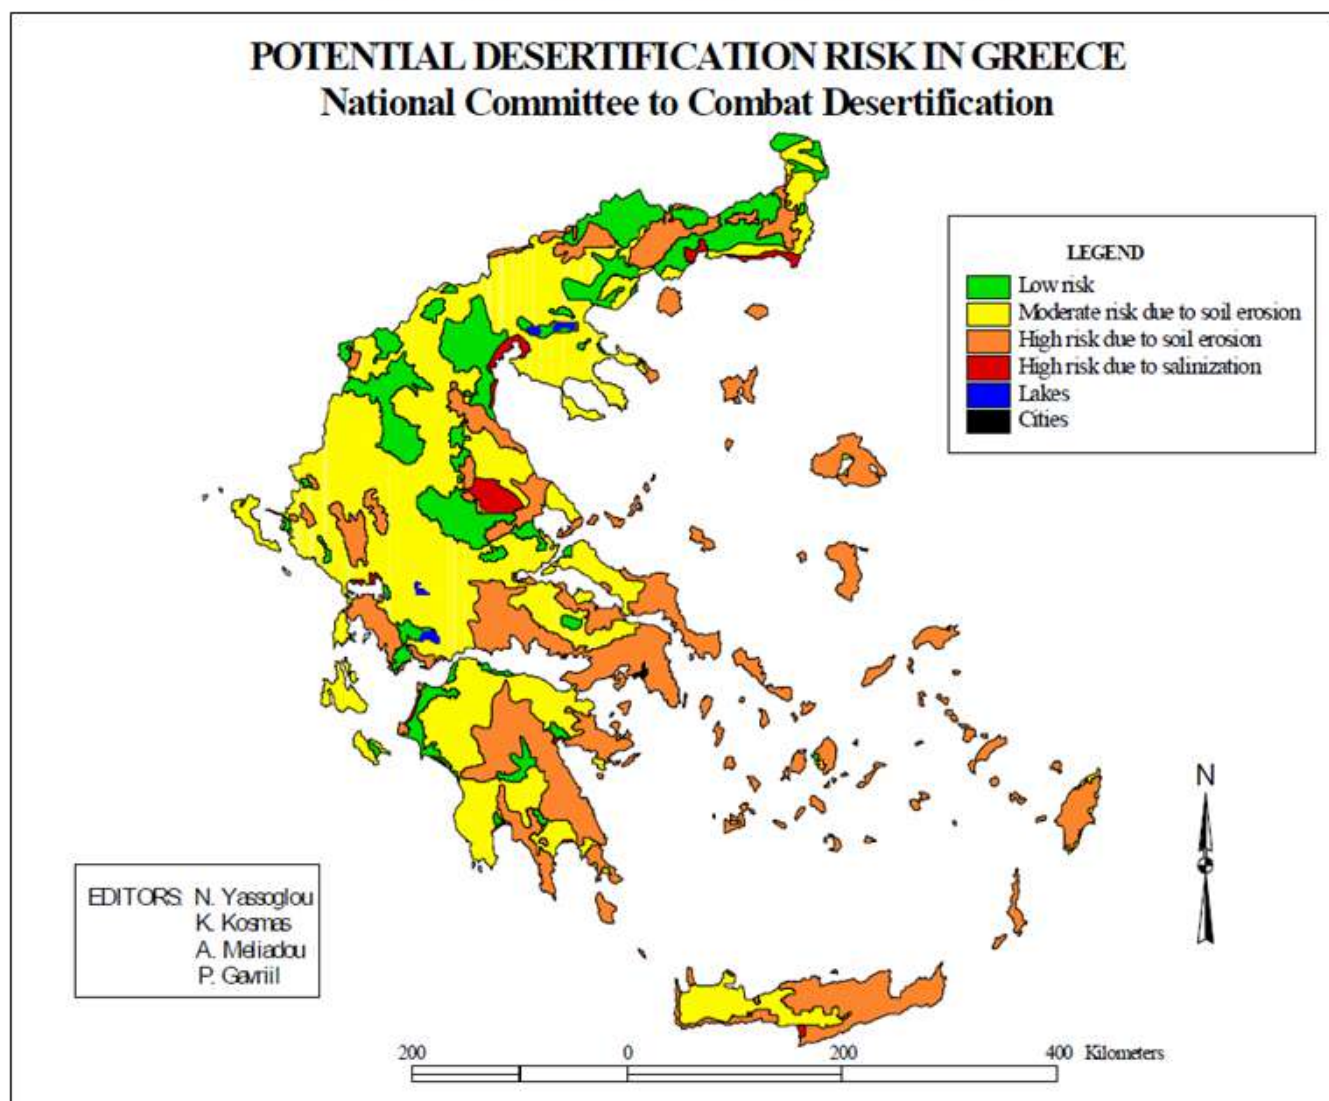 POTENTIAL DESERTIFICATION RISK IN GREECE
National Committee to Combat Desertification
LEGEND
Low risk
Moderate risk due to soil erosion
High risk due to soil erosion
High risk due to salinization
Lakes
Cities
N
EDITORS: N. Yassoglou
K. Kosmas
A. Meliadou
P. Gavriil
200 0 200 400 Kilometers